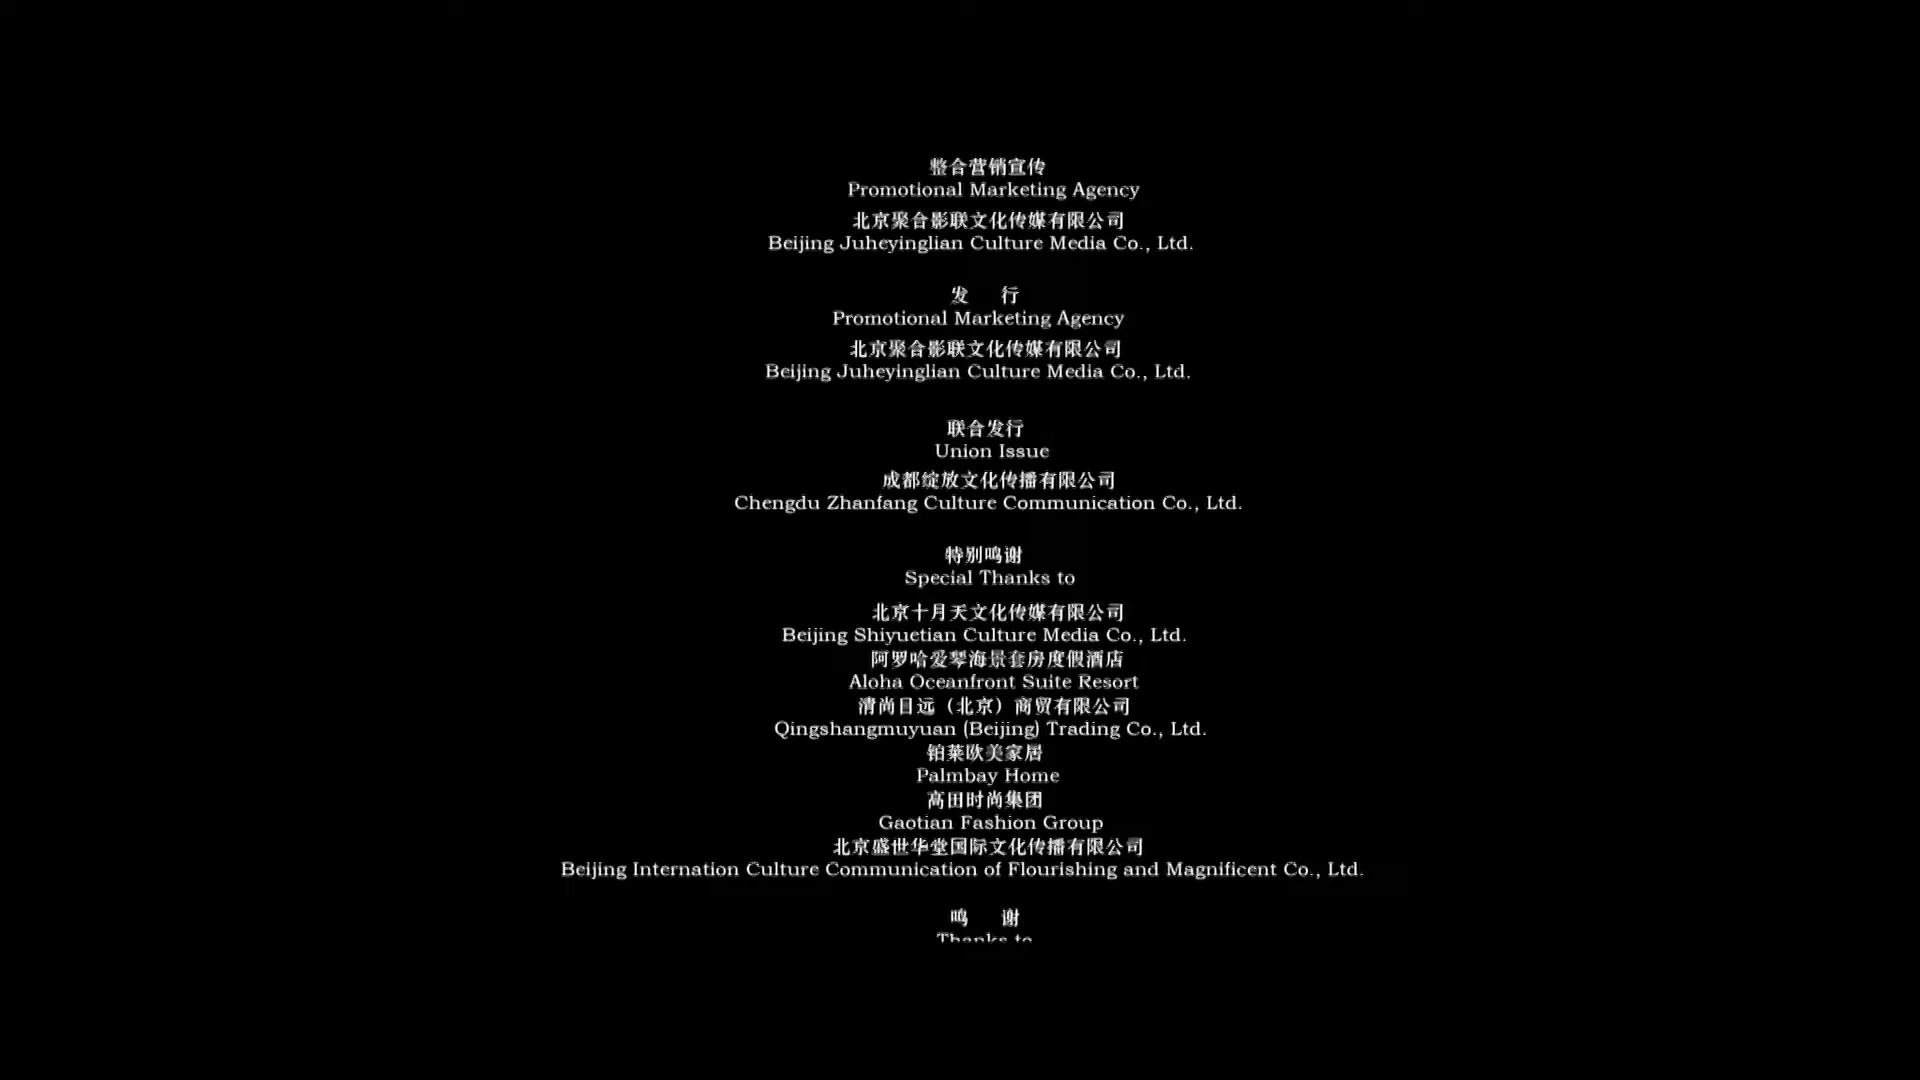 整合营销宣传
Promotional Marketing Agency
北京聚合影联文化传媒有限公司
Beijing Juheyinglian Culture Media Co., Ltd.
发 行
Promotional Marketing Agency
北京聚合影联文化传媒有限公司
Beijing Juheyinglian Culture Media Co., Ltd.
联合发行
Union Issue
成都绽放文化传播有限公司
Chengdu Zhanfang Culture Communication Co., Ltd.
特别鸣谢
Special Thanks to
北京十月天文化传媒有限公司
Beijing Shiyuetian Culture Media Co., Ltd.
阿罗哈爱琴海景套房度假酒店
Aloha Oceanfront Suite Resort
清尚目远（北京）商贸有限公司
Qingshangmuyuan (Beijing) Trading Co., Ltd.
铂莱欧美家居
Palmbay Home
高田时尚集团
Gaotian Fashion Group
北京盛世华堂国际文化传播有限公司
Beijing Internation Culture Communication of Flourishing and Magnificent Co., Ltd.
鸣 谢
Thanks to